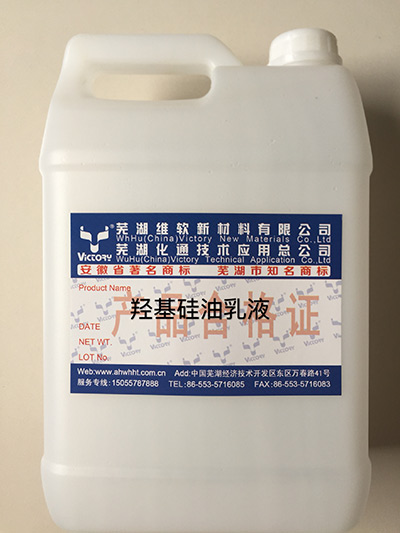 芜湖维软新材料有限公司
WhHu(China)Victory New Materials Co.,Ltd
芜湖化通技术应用总公司
WuHu(China)Victory Technical Application Co.,Ltd
VICTORY
安徽省著名商标 芜湖市知名商标
Product Name
羟基硅油乳液
产品合格证
DATE
NET WT.
LOT No.
VICTORY
VICTORY
VICTORY
Web:www.ahwhht.com.cn Add:中国芜湖经济技术开发区东区万春路41号
服务专线:15055787888 TEL:86-553-5716085 FAX:86-553-5716083